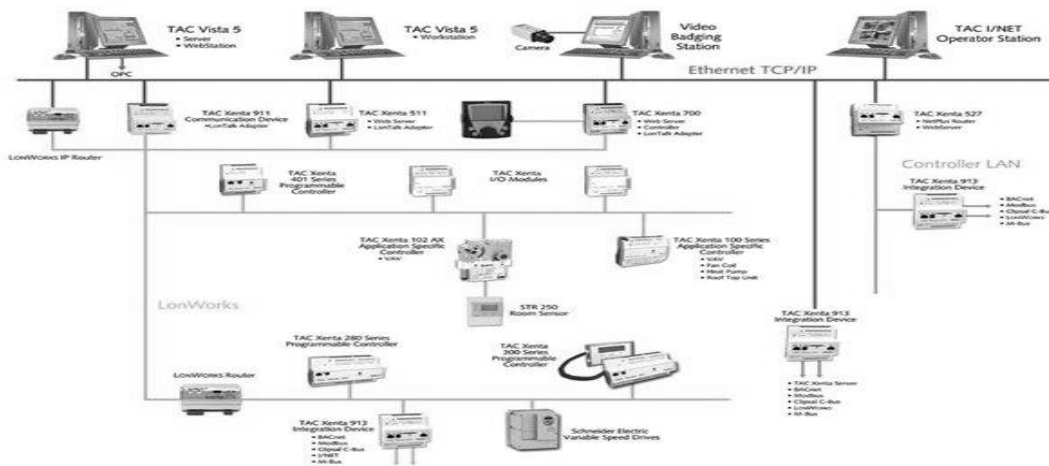 TAC Vista 5
• Server
• WebStation
OPC
TAC Vista 5
• Workstation
Camera
Video
Badging
Station
TAC I/NET
Operator Station
Ethernet TCP/IP
LONWORKS IP Router
TAC Xenta 911
Communication Device
•LonTalk Adapter
TAC Xenta 511
• Web Server
• LonTalk Adapter
TAC Xenta 700
• Web Server
• Controller
• LonTalk Adapter
TAC Xenta 527
• NetPlus Router
• WebServer
Controller LAN
TAC Xenta
401 Series
Programmable
Controller
TAC Xenta
I/O Modules
TAC Xenta 913
Integration Device
• BACnet
• Modbus
• Clipsal C-Bus
• LonWorks
• M-Bus
TAC Xenta 102 AX
Application Specific
Controller
• VAV
TAC Xenta 100 Series
Application Specific
Controller
• VAV
• Fan Coil
• Heat Pump
• Roof Top Unit
LonWorks
STR 250
Room Sensor
TAC Xenta 280 Series
Programmable Controller
TAC Xenta
300 Series
Programmable
Controller
TAC Xenta 913
Integration Device
• TAC Xenta Server
• BACnet
• Modbus
• Clipsal C-Bus
• LonWorks
• M-Bus
LONWORKS Router
TAC Xenta 913
Integration Device
• BACnet
• Modbus
• Clipsal C-Bus
• I/NET
• M-Bus
Schneider Electric
Variable Speed Drives